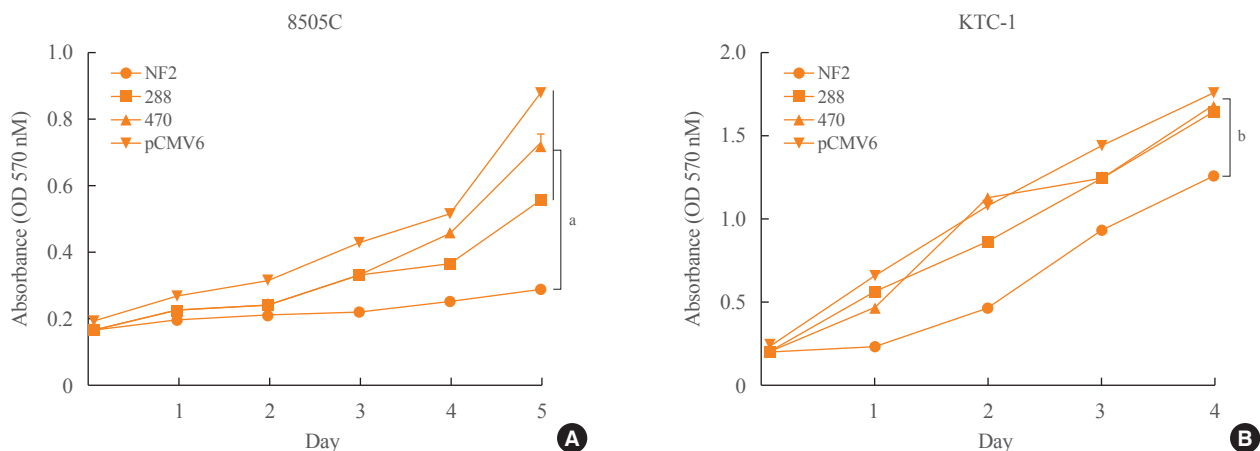 8505C
1.0
0.8
0.6
0.4
0.2
0
Absorbance (OD 570 nM)
NF2
288
470
pCMV6
a
1 2 3 4 5
Day
A
KTC-1
2.0
1.5
1.0
0.5
0
Absorbance (OD 570 nM)
NF2
288
470
pCMV6
b
1 2 3 4
Day
B